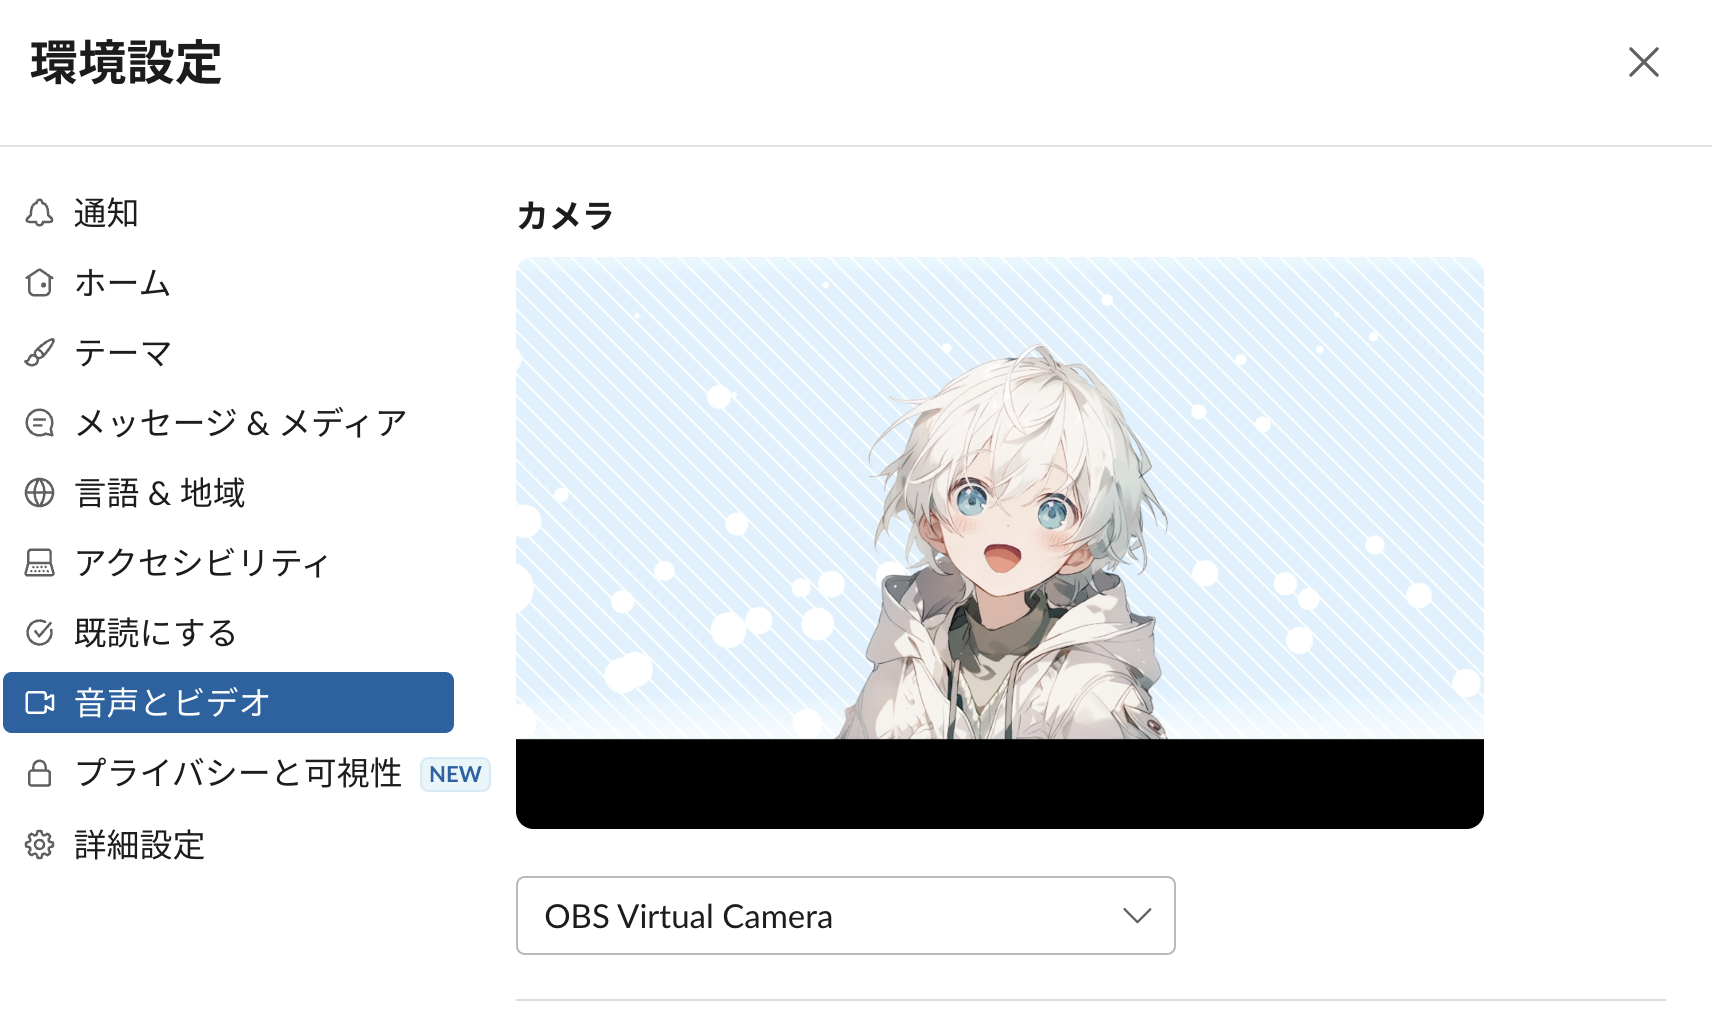 環境設定
通知
ホーム
テーマ
メッセージ & メディア
言語 & 地域
アクセシビリティ
既読にする
音声とビデオ
プライバシーと可視性 NEW
詳細設定
カメラ
OBS Virtual Camera